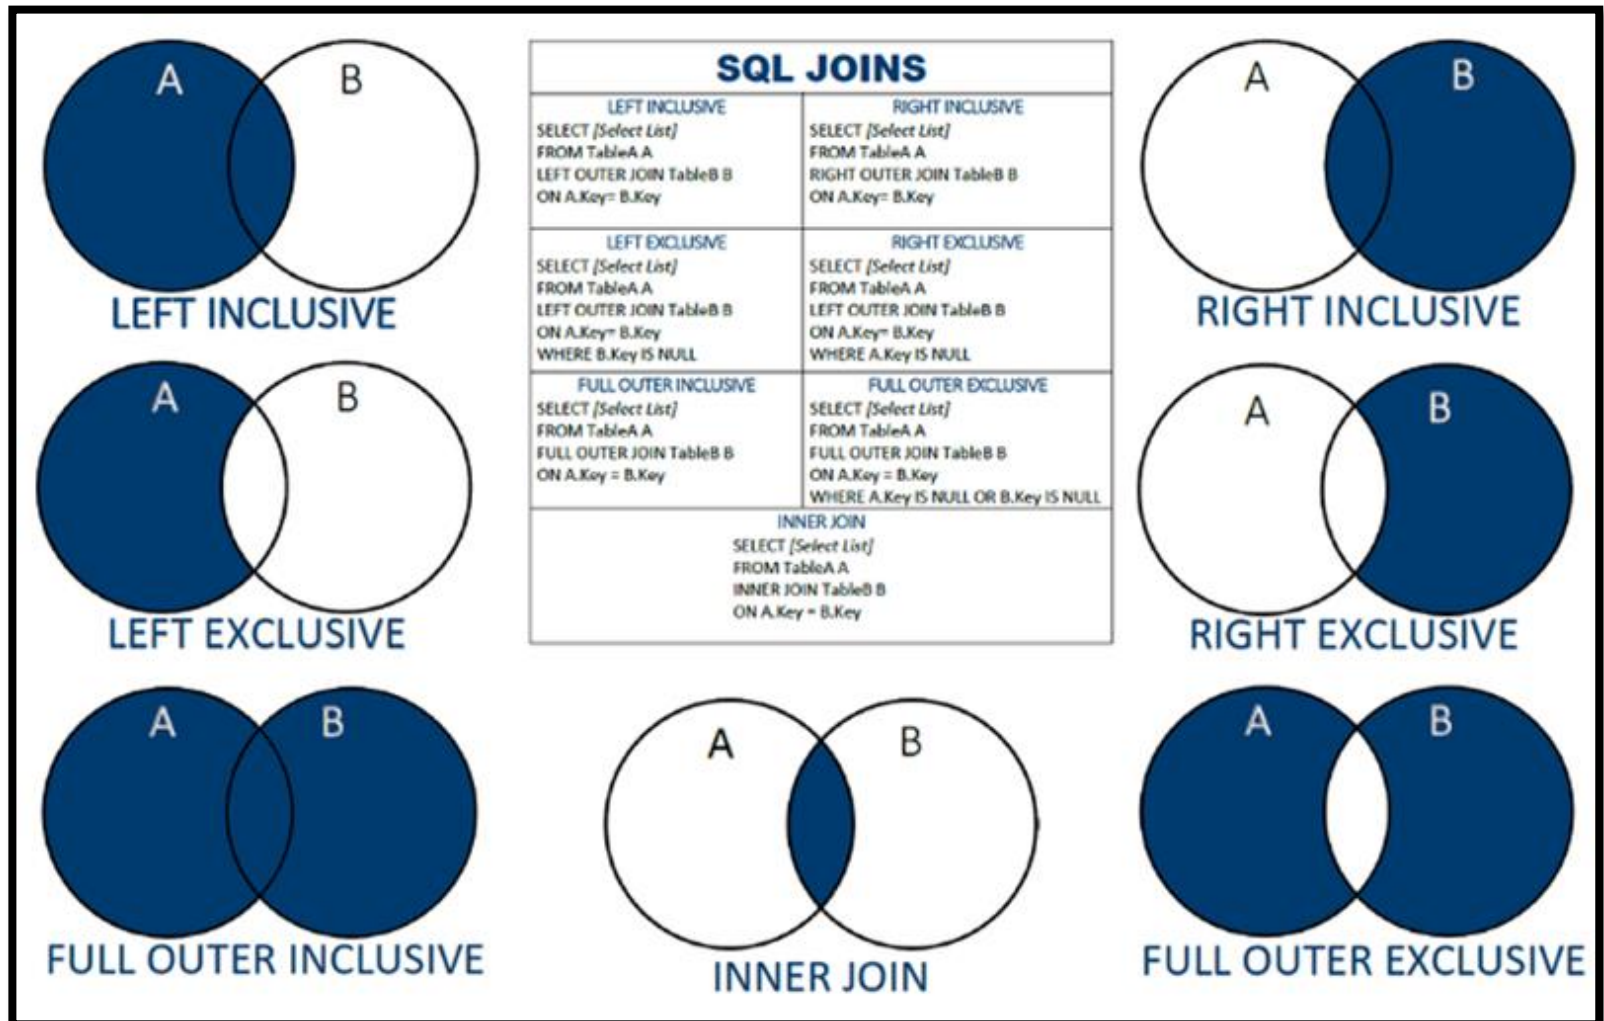 A B
LEFT INCLUSIVE
A B
LEFT EXCLUSIVE
A B
FULL OUTER INCLUSIVE
SQL JOINS
LEFT INCLUSIVE
SELECT [Select List]
FROM TableA A
LEFT OUTER JOIN TableB B
ON A.Key= B.Key
RIGHT INCLUSIVE
SELECT [Select List]
FROM TableA A
RIGHT OUTER JOIN TableB B
ON A.Key= B.Key
LEFT EXCLUSIVE
SELECT [Select List]
FROM TableA A
LEFT OUTER JOIN TableB B
ON A.Key= B.Key
WHERE B.Key IS NULL
RIGHT EXCLUSIVE
SELECT [Select List]
FROM TableA A
LEFT OUTER JOIN TableB B
ON A.Key= B.Key
WHERE A.Key IS NULL
FULL OUTER INCLUSIVE
SELECT [Select List]
FROM TableA A
FULL OUTER JOIN TableB B
ON A.Key = B.Key
FULL OUTER EXCLUSIVE
SELECT [Select List]
FROM TableA A
FULL OUTER JOIN TableB B
ON A.Key = B.Key
WHERE A.Key IS NULL OR B.Key IS NULL
INNER JOIN
SELECT [Select List]
FROM TableA A
INNER JOIN TableB B
ON A.Key = B.Key
A B
INNER JOIN
A B
RIGHT INCLUSIVE
A B
RIGHT EXCLUSIVE
A B
FULL OUTER EXCLUSIVE